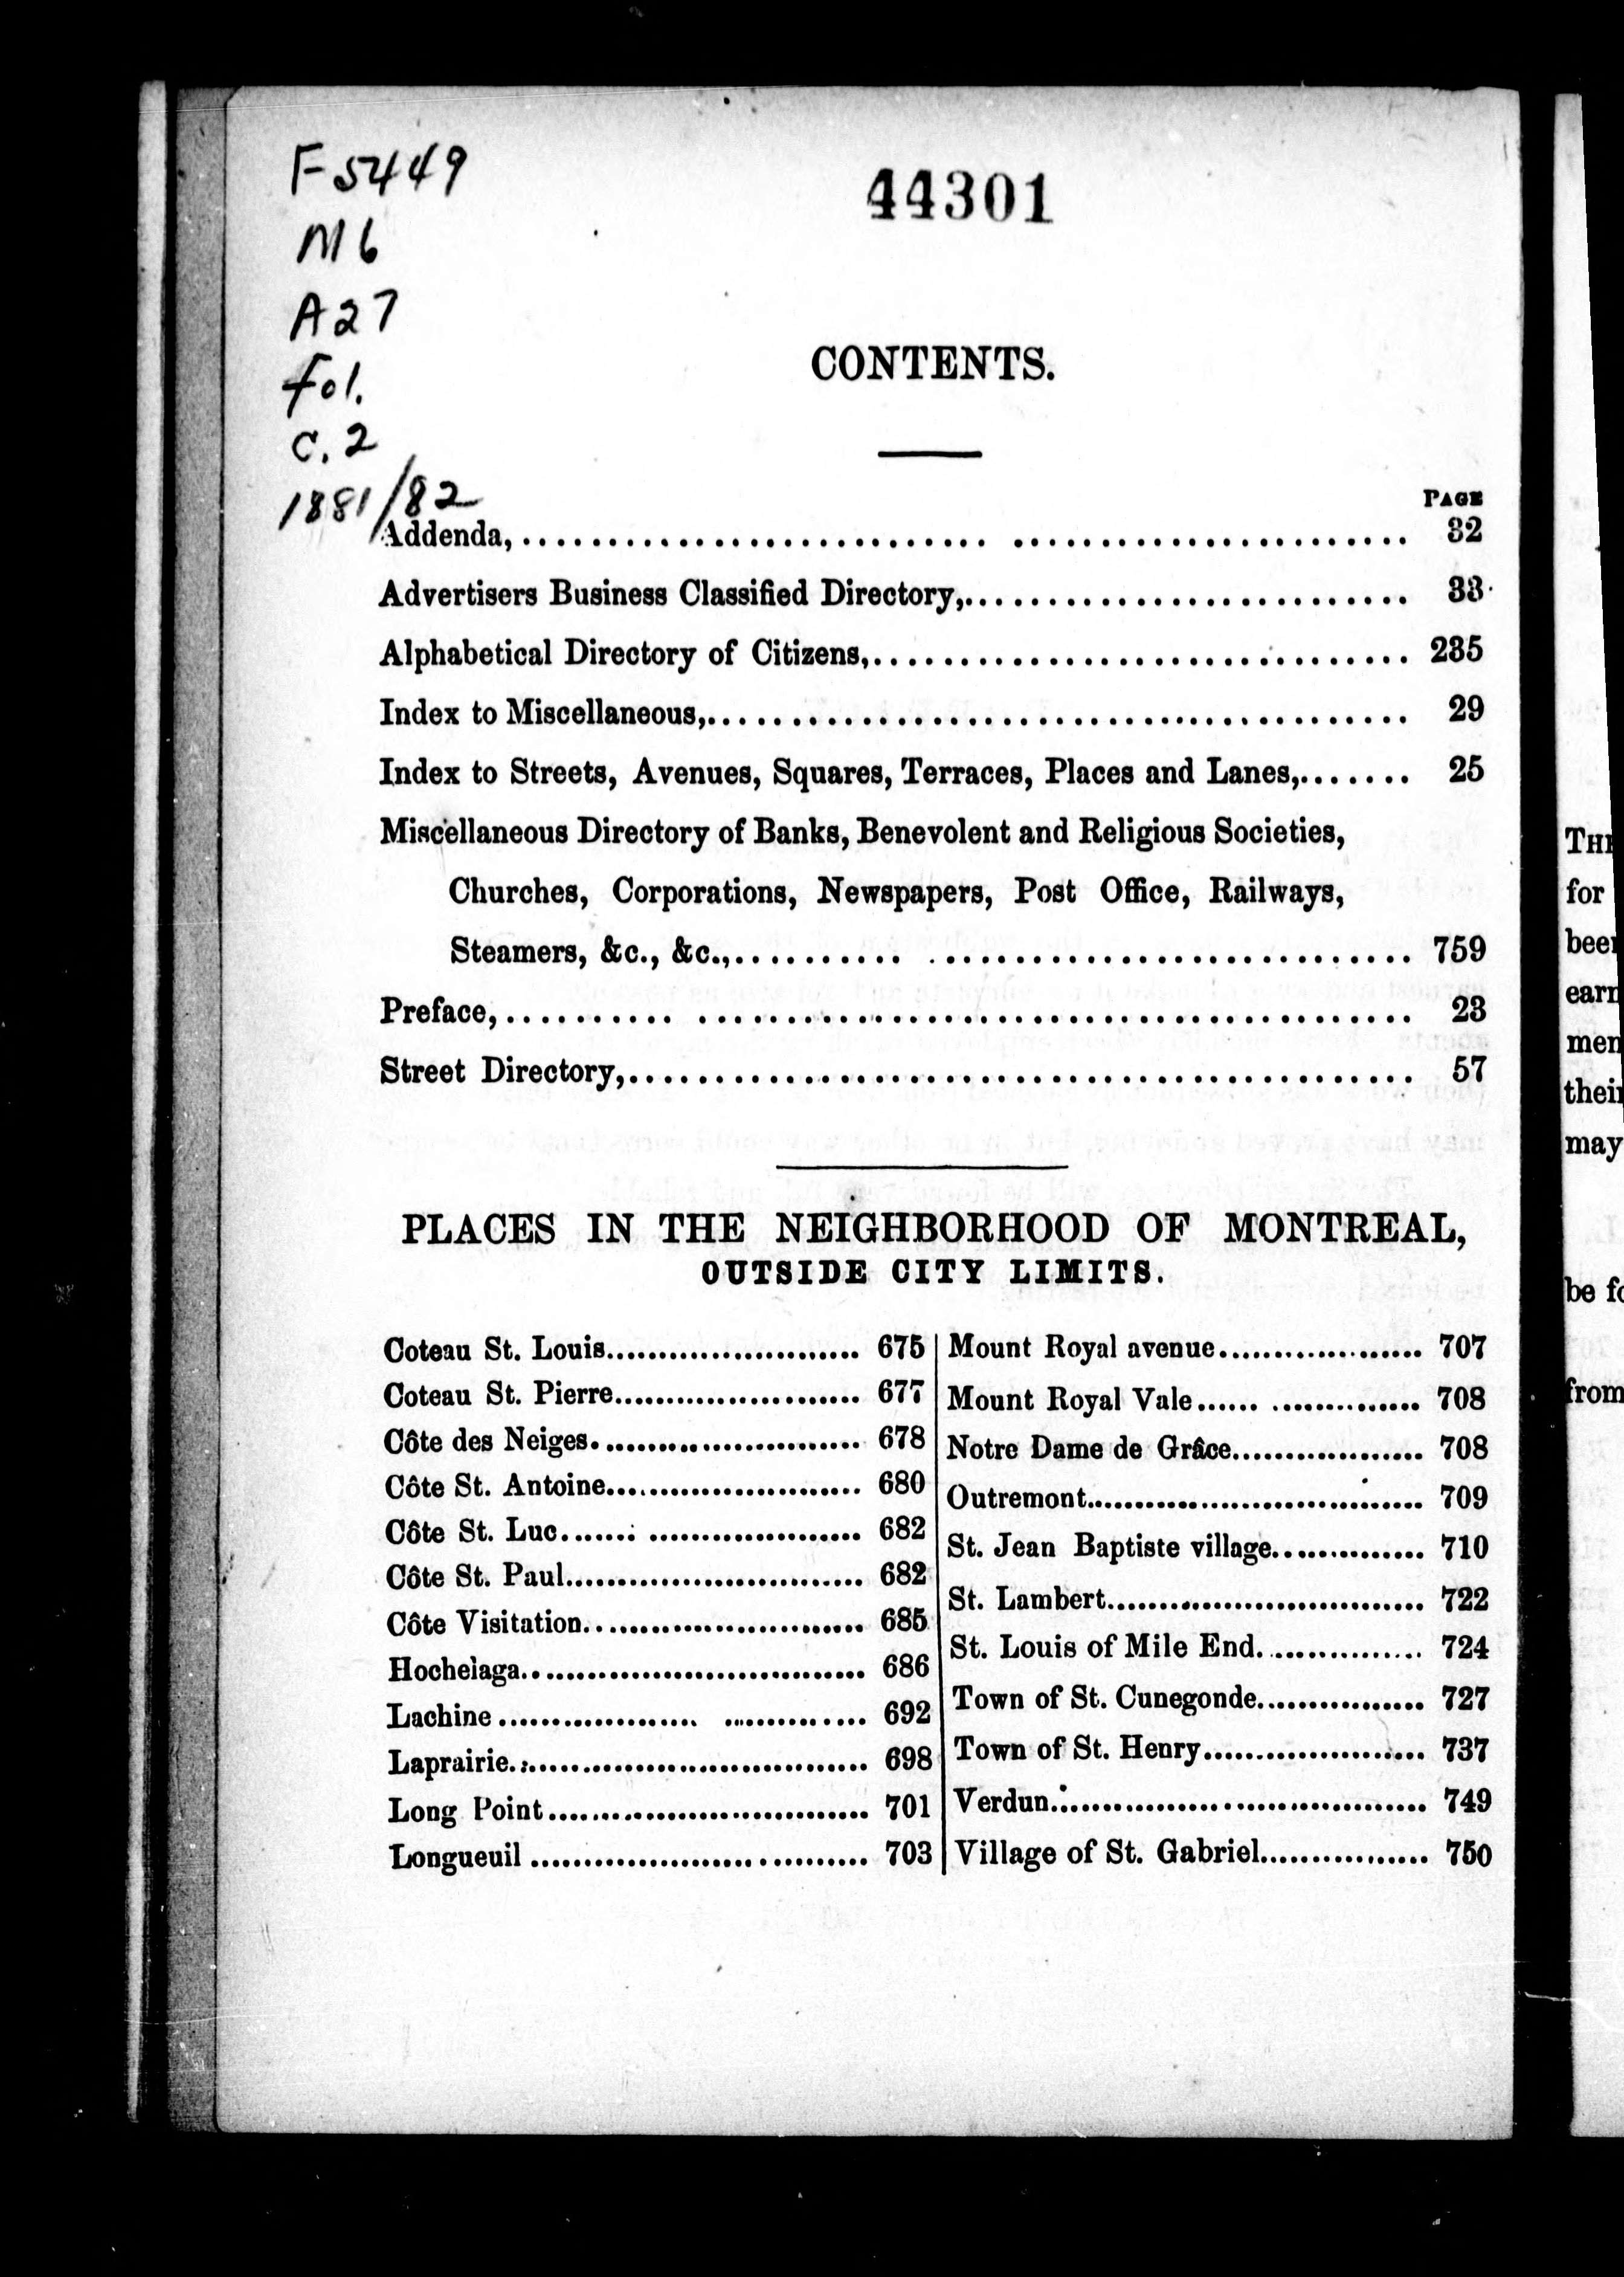 F5449
M6
A27
fol.
c.2
1881/82
44301
CONTENTS.
PAGE
Addenda, 32
Advertisers Business Classified Directory, 33
Alphabetical Directory of Citizens, 235
Index to Miscellaneous, 29
Index to Streets, Avenues, Squares, Terraces, Places and Lanes, 25
Miscellaneous Directory of Banks, Benevolent and Religious Societies,
Churches, Corporations, Newspapers, Post Office, Railways,
Steamers, &c., &c., 759
Preface, 23
Street Directory, 57
PLACES IN THE NEIGHBORHOOD OF MONTREAL,
OUTSIDE CITY LIMITS.
Coteau St. Louis 675
Coteau St. Pierre 677
Côte des Neiges 678
Côte St. Antoine 680
Côte St. Luc 682
Côte St. Paul 682
Côte Visitation 685
Hochelaga 686
Lachine 692
Laprairie 698
Long Point 701
Longueuil 703
Mount Royal avenue 707
Mount Royal Vale 708
Notre Dame de Grâce 708
Outremont 709
St. Jean Baptiste village 710
St. Lambert 722
St. Louis of Mile End 724
Town of St. Cunegonde 727
Town of St. Henry 737
Verdun 749
Village of St. Gabriel 750
for
men
may
be
from